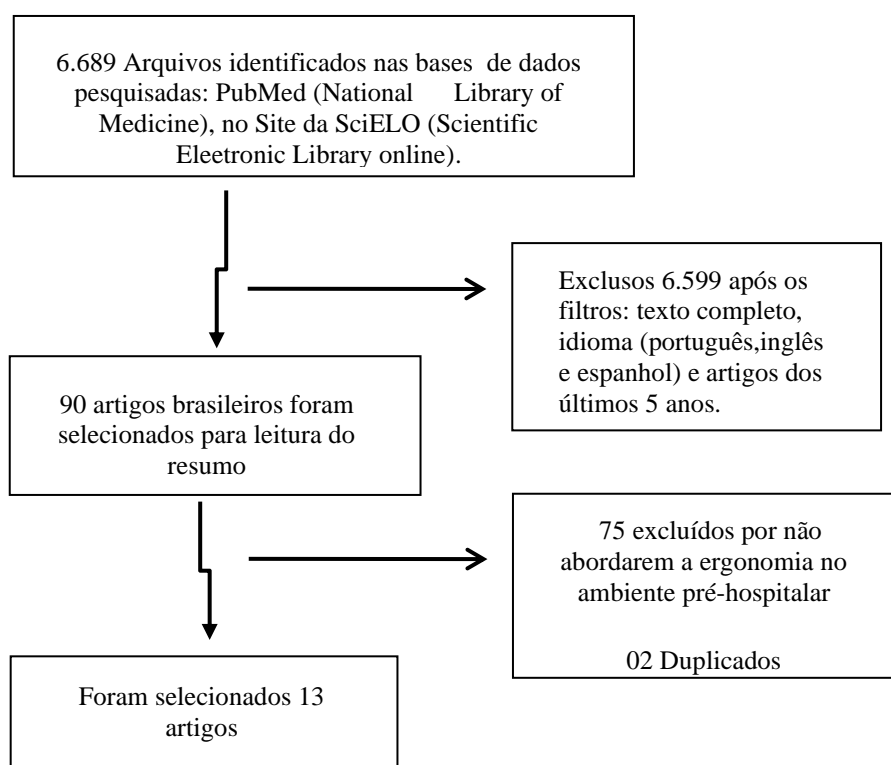 6.689 Arquivos identificados nas bases de dados
pesquisadas: PubMed (National Library of
Medicine), no Site da SciELO (Scientific
Eleetronic Library online).
Exclusos 6.599 após os
filtros: texto completo,
idioma (português,inglês
e espanhol) e artigos dos
últimos 5 anos.
90 artigos brasileiros foram
selecionados para leitura do
resumo
75 excluídos por não
abordarem a ergonomia no
ambiente pré-hospitalar
02 Duplicados
Foram selecionados 13
artigos